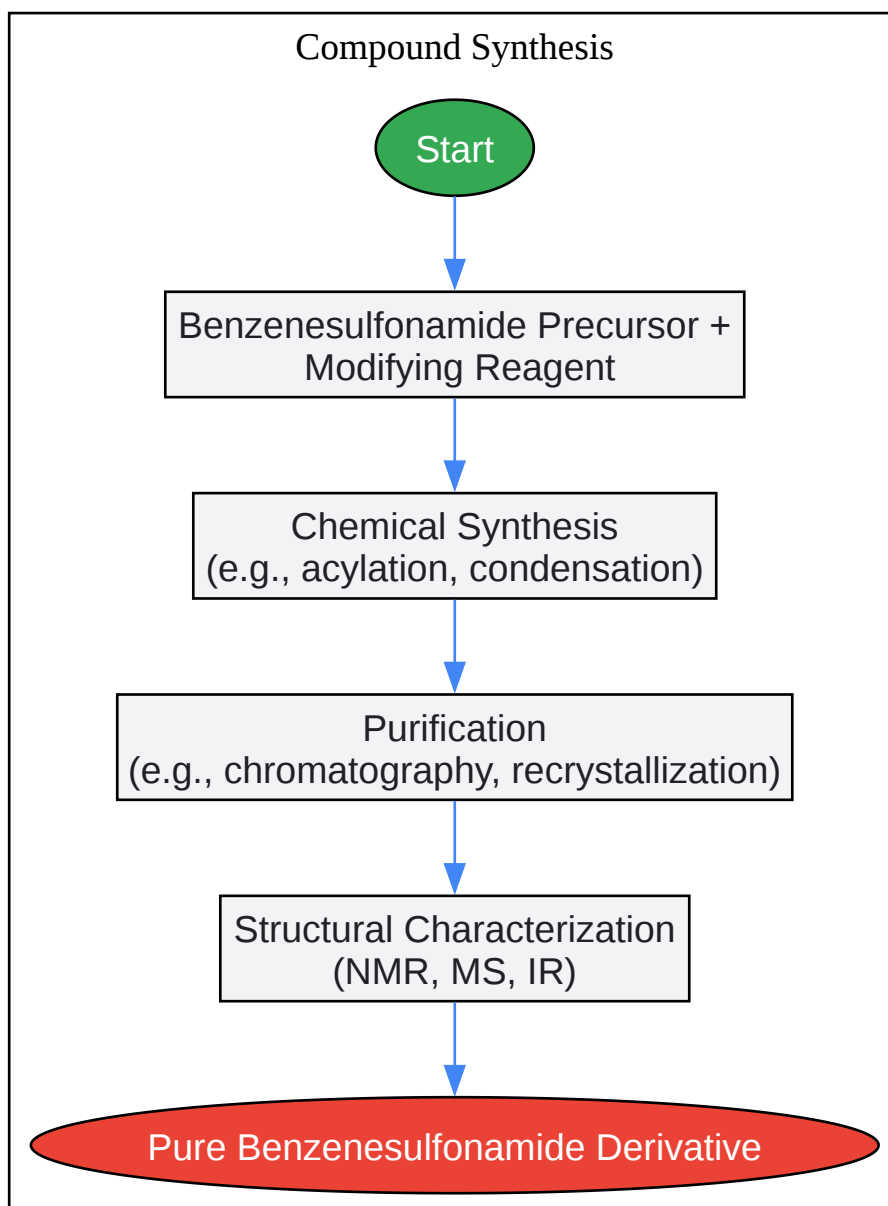 Compound Synthesis
Start
Benzenesulfonamide Precursor +
Modifying Reagent
Chemical Synthesis
(e.g., acylation, condensation)
Purification
(e.g., chromatography, recrystallization)
Structural Characterization
(NMR, MS, IR)
Pure Benzenesulfonamide Derivative